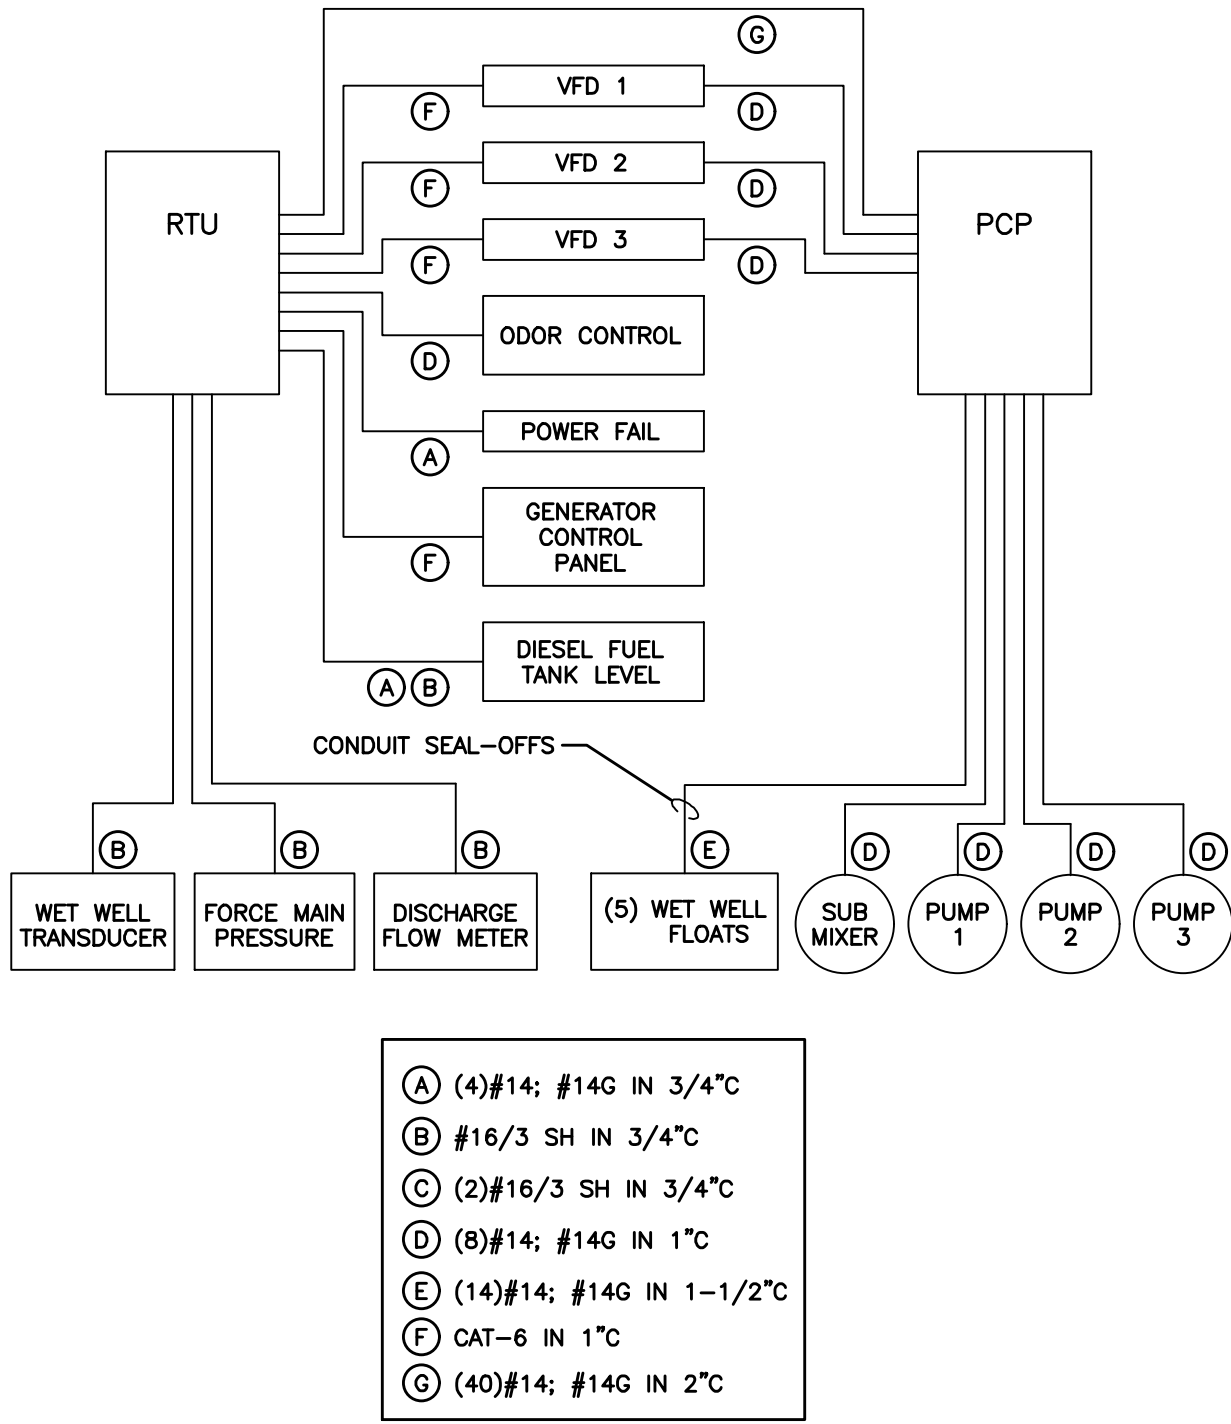 G
VFD 1
F
D
VFD 2
F
D
RTU
PCP
VFD 3
F
D
ODOR CONTROL
D
POWER FAIL
A
GENERATOR
CONTROL
PANEL
F
DIESEL FUEL
TANK LEVEL
A B
CONDUIT SEAL-OFFS
B
B
B
E
D
D
D
D
WET WELL
TRANSDUCER
FORCE MAIN
PRESSURE
DISCHARGE
FLOW METER
(5) WET WELL
FLOATS
SUB
MIXER
PUMP
1
PUMP
2
PUMP
3
A (4)#14; #14G IN 3/4"C
B #16/3 SH IN 3/4"C
C (2)#16/3 SH IN 3/4"C
D (8)#14; #14G IN 1"C
E (14)#14; #14G IN 1-1/2"C
F CAT-6 IN 1"C
G (40)#14; #14G IN 2"C